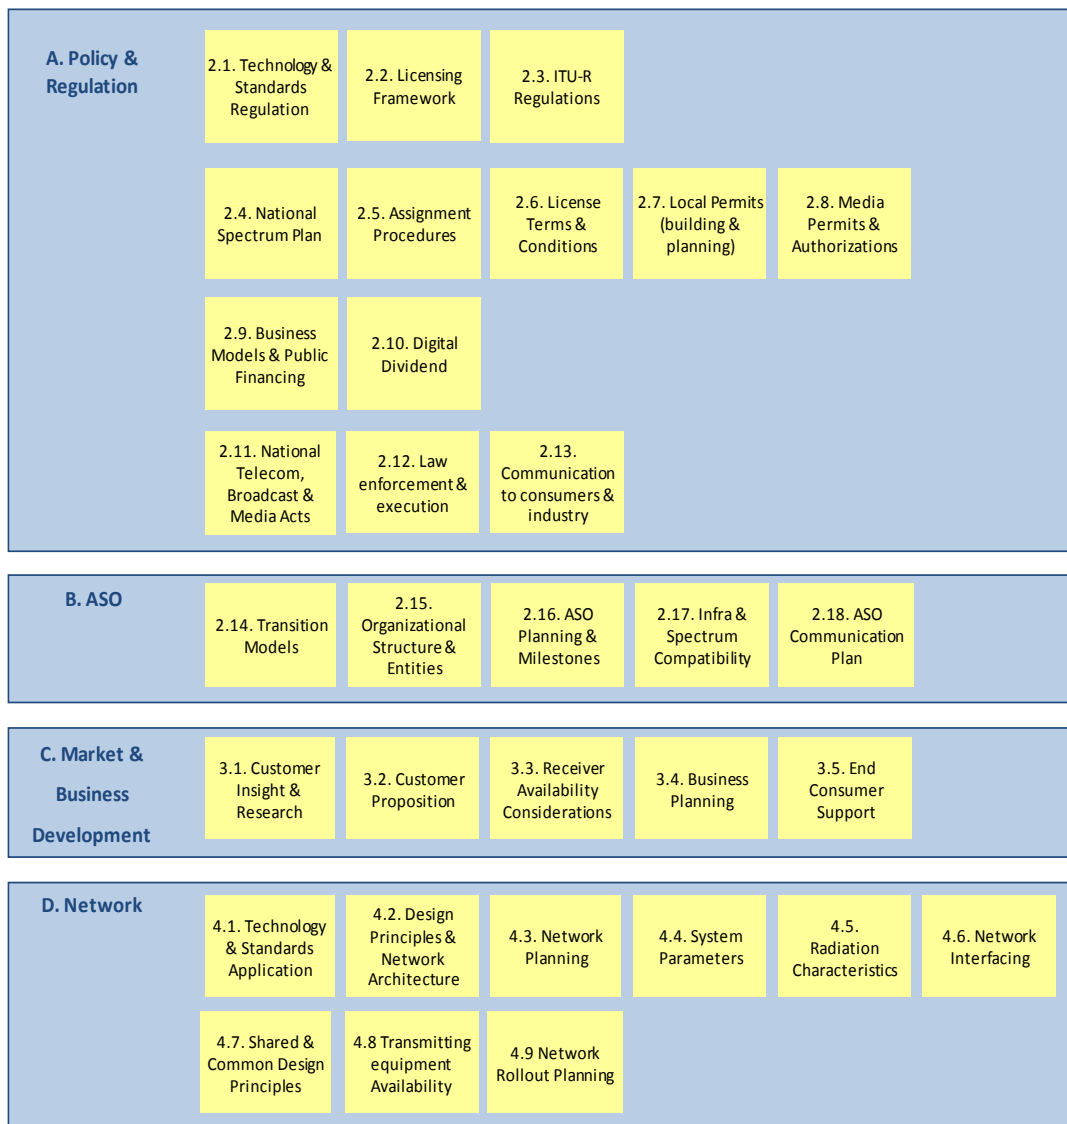 A. Policy &
Regulation
2.1. Technology &
Standards
Regulation
2.2. Licensing
Framework
2.3. ITU-R
Regulations
2.4. National
Spectrum Plan
2.5. Assignment
Procedures
2.6. License
Terms &
Conditions
2.7. Local Permits
(building &
planning)
2.8. Media
Permits &
Authorizations
2.9. Business
Models & Public
Financing
2.10. Digital
Dividend
2.11. National
Telecom,
Broadcast &
Media Acts
2.12. Law
enforcement &
execution
2.13.
Communication
to consumers &
industry
B. ASO
2.14. Transition
Models
2.15.
Organizational
Structure &
Entities
2.16. ASO
Planning &
Milestones
2.17. Infra &
Spectrum
Compatibility
2.18. ASO
Communication
Plan
C. Market &
Business
Development
3.1. Customer
Insight &
Research
3.2. Customer
Proposition
3.3. Receiver
Availability
Considerations
3.4. Business
Planning
3.5. End
Consumer
Support
D. Network
4.1. Technology
& Standards
Application
4.2. Design
Principles &
Network
Architecture
4.3. Network
Planning
4.4. System
Parameters
4.5.
Radiation
Characteristics
4.6. Network
Interfacing
4.7. Shared &
Common Design
Principles
4.8 Transmitting
equipment
Availability
4.9 Network
Rollout Planning